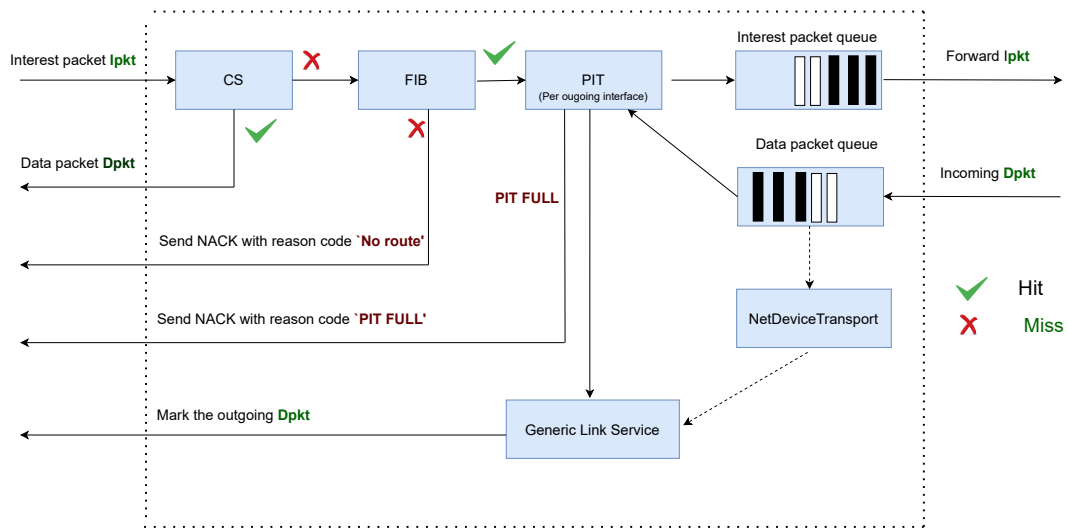 Interest packet queue
Interest packet Ipkt
Forward Ipkt
CS
FIB
PIT
(Per ougoing interface)
Data packet queue
Data packet Dpkt
Incoming Dpkt
PIT FULL
Send NACK with reason code `No route'
Hit
Send NACK with reason code `PIT FULL'
NetDeviceTransport
Miss
Mark the outgoing Dpkt
Generic Link Service